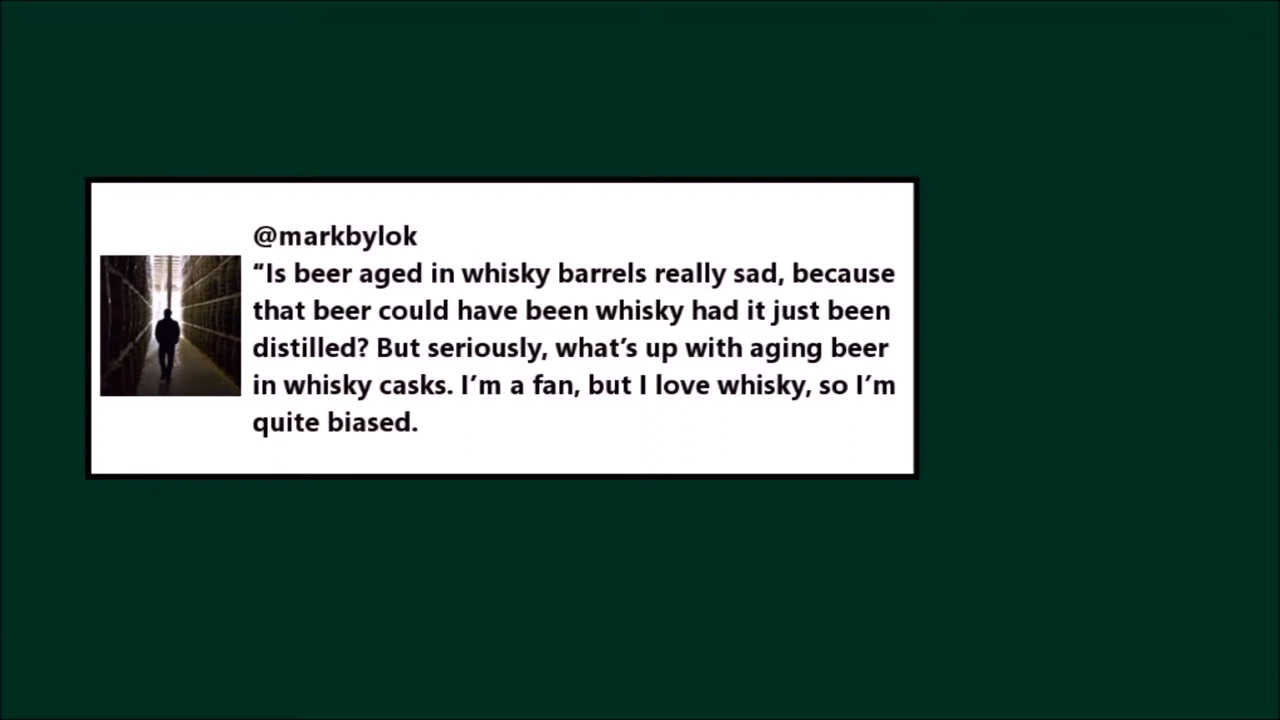 @markbylok
“Is beer aged in whisky barrels really sad, because
that beer could have been whisky had it just been
distilled? But seriously, what’s up with aging beer
in whisky casks. I’m a fan, but I love whisky, so I’m
quite biased.